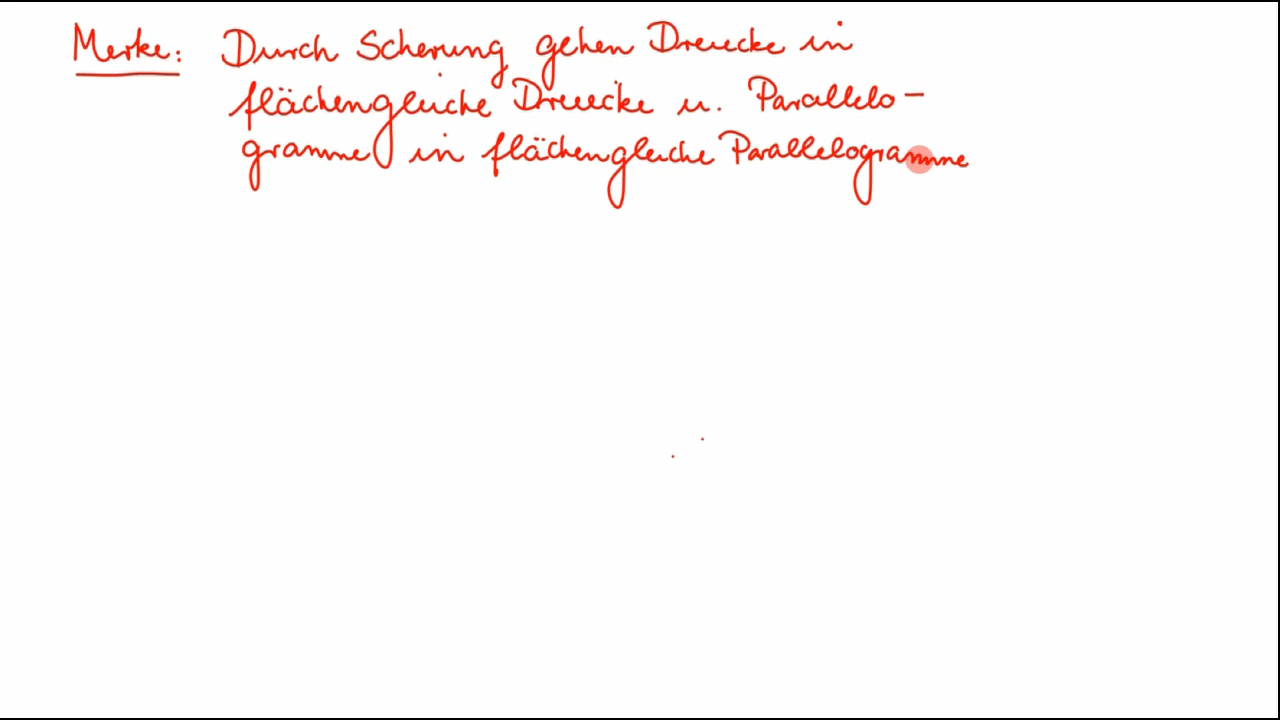 Merke: Durch Scherung gehen Dreiecke in
flächengleiche Dreiecke u. Parallelo-
gramme in flächengleiche Parallelogramme